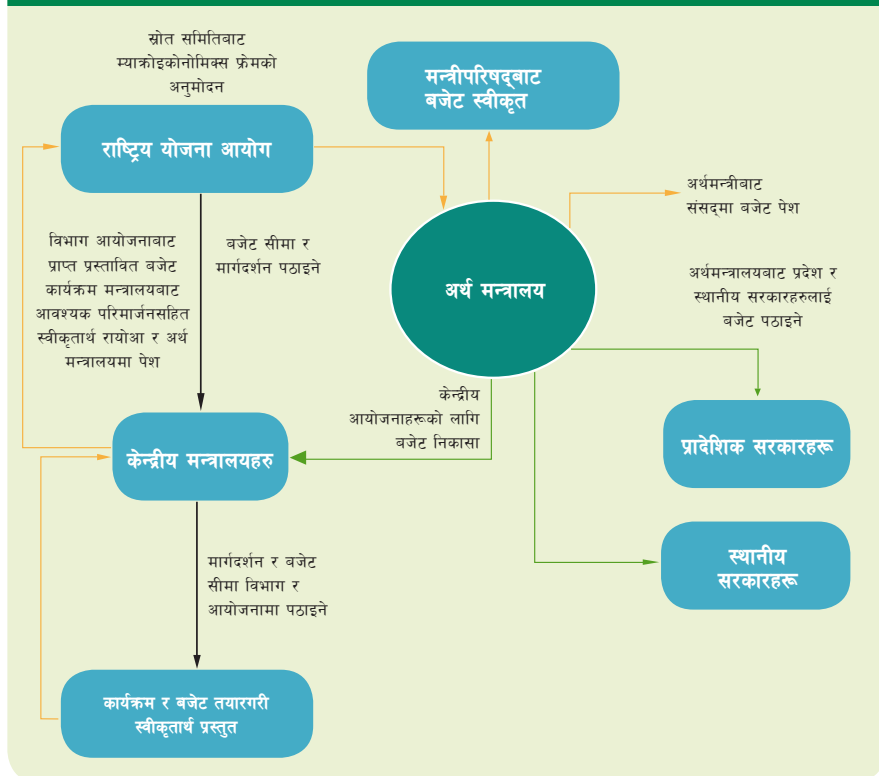 स्रोत समितिबाट
म्याक्रोइकोनोमिक्स फ्रेमको
अनुमोदन
मन्त्रीपरिषद्बाट
बजेट स्वीकृत
राष्ट्रिय योजना आयोग
अर्थमन्त्रीबाट
संसद्मा बजेट पेश
विभाग आयोजनाबाट
प्राप्त प्रस्तावित बजेट
कार्यक्रम मन्त्रालयबाट
आवश्यक परिमार्जनसहित
स्वीकृतार्थ रायोआ र अर्थ
मन्त्रालयमा पेश
बजेट सीमा र
मार्गदर्शन पठाइने
अर्थ मन्त्रालय
अर्थमन्त्रालयबाट प्रदेश र
स्थानीय सरकारहरुलाई
बजेट पठाइने
केन्द्रीय
आयोजनाहरूको लागि
बजेट निकासा
केन्द्रीय मन्त्रालयहरु
प्रादेशिक सरकारहरू
स्थानीय
सरकारहरू
मार्गदर्शन र बजेट
सीमा विभाग र
आयोजनामा पठाइने
कार्यक्रम र बजेट तयारगरी
स्वीकृतार्थ प्रस्तुत